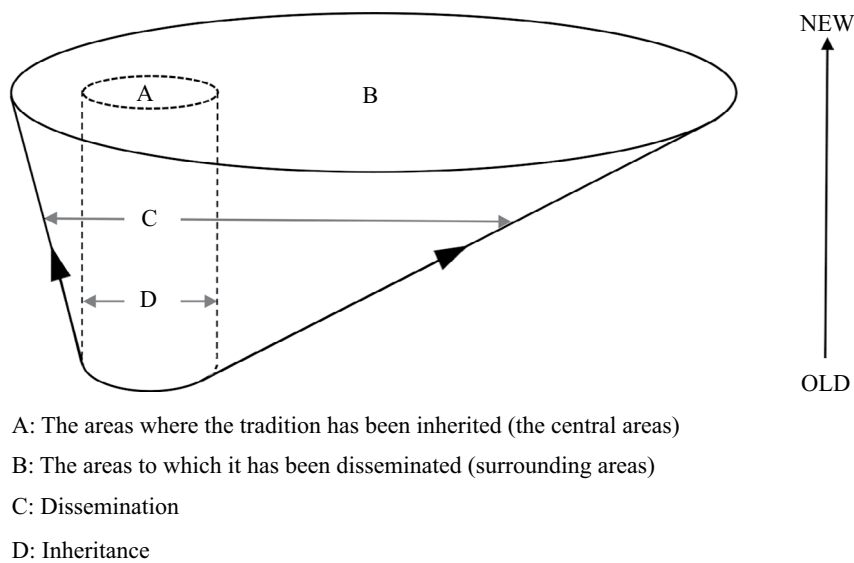 NEW
A
B
C
D
OLD
A: The areas where the tradition has been inherited (the central areas)
B: The areas to which it has been disseminated (surrounding areas)
C: Dissemination
D: Inheritance